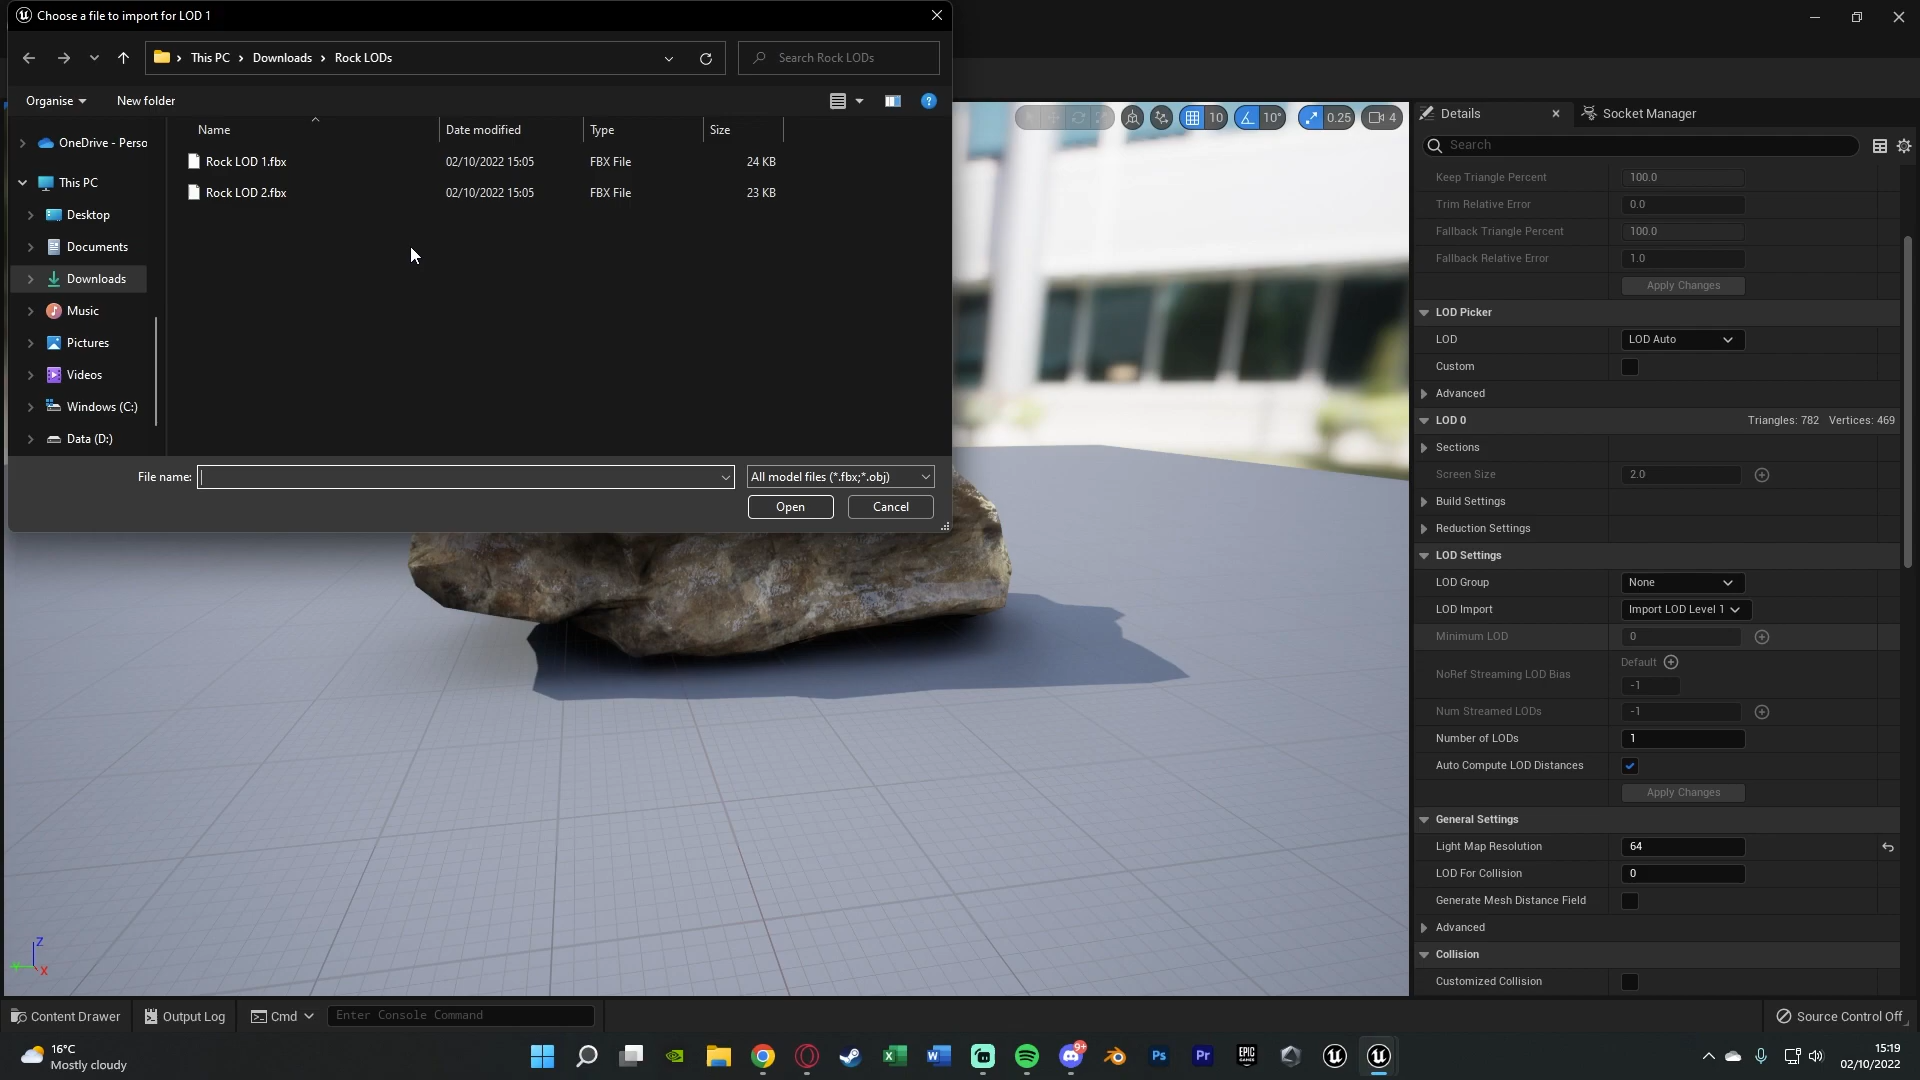 Choose a file to import for LOD 1
This PC > Downloads > Rock LODs
Search Rock LODs
Organise
New folder
Name
Date modified
Type
Size
Rock LOD 1.fbx
02/10/2022 15:05
FBX File
24 KB
Rock LOD 2.fbx
02/10/2022 15:05
FBX File
23 KB
OneDrive - Perso
This PC
Desktop
Documents
Downloads
Music
Pictures
Videos
Windows (C:)
Data (D:)
File name:
All model files (*.fbx;*.obj)
Open
Cancel
10
10°
0.25
4
Details
Socket Manager
Search
Keep Triangle Percent
100.0
Trim Relative Error
0.0
Fallback Triangle Percent
100.0
Fallback Relative Error
1.0
Apply Changes
LOD Picker
LOD
LOD Auto
Custom
Advanced
LOD 0
Triangles: 782 Vertices: 469
Sections
Screen Size
2.0
Build Settings
Reduction Settings
LOD Settings
LOD Group
None
LOD Import
Import LOD Level 1
Minimum LOD
0
NoRef Streaming LOD Bias
Default
-1
Num Streamed LODs
-1
Number of LODs
1
Auto Compute LOD Distances
Apply Changes
General Settings
Light Map Resolution
64
LOD For Collision
0
Generate Mesh Distance Field
Advanced
Collision
Customized Collision
Z
X
Content Drawer
Output Log
Cmd
Enter Console Command
Source Control Off
16°C
Mostly cloudy
9+
Ps
Pr
EPIC
15:19
02/10/2022